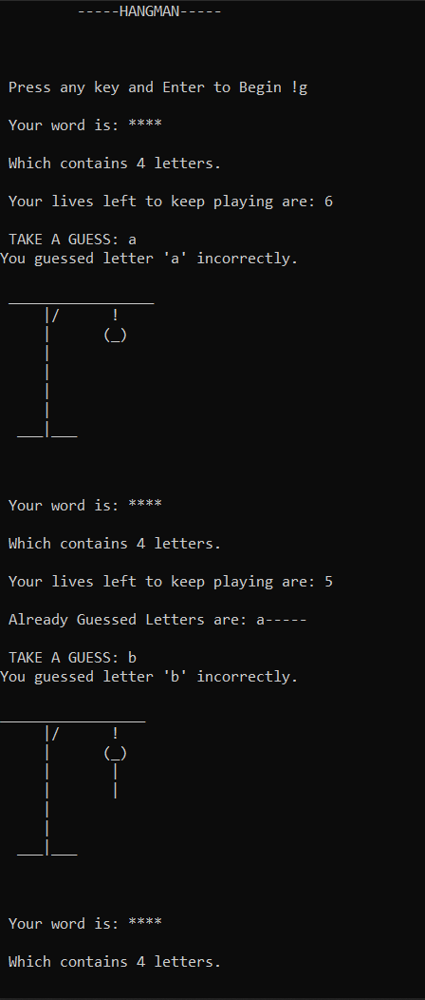 -----HANGMAN-----
Press any key and Enter to Begin !g
Your word is: ****
Which contains 4 letters.
Your lives left to keep playing are: 6
TAKE A GUESS: a
You guessed letter 'a' incorrectly.
_________________
|/      !
|      (_)
|
|
|
|
___|___
Your word is: ****
Which contains 4 letters.
Your lives left to keep playing are: 5
Already Guessed Letters are: a-----
TAKE A GUESS: b
You guessed letter 'b' incorrectly.
_________________
|/      !
|      (_)
|       |
|       |
|
|
___|___
Your word is: ****
Which contains 4 letters.